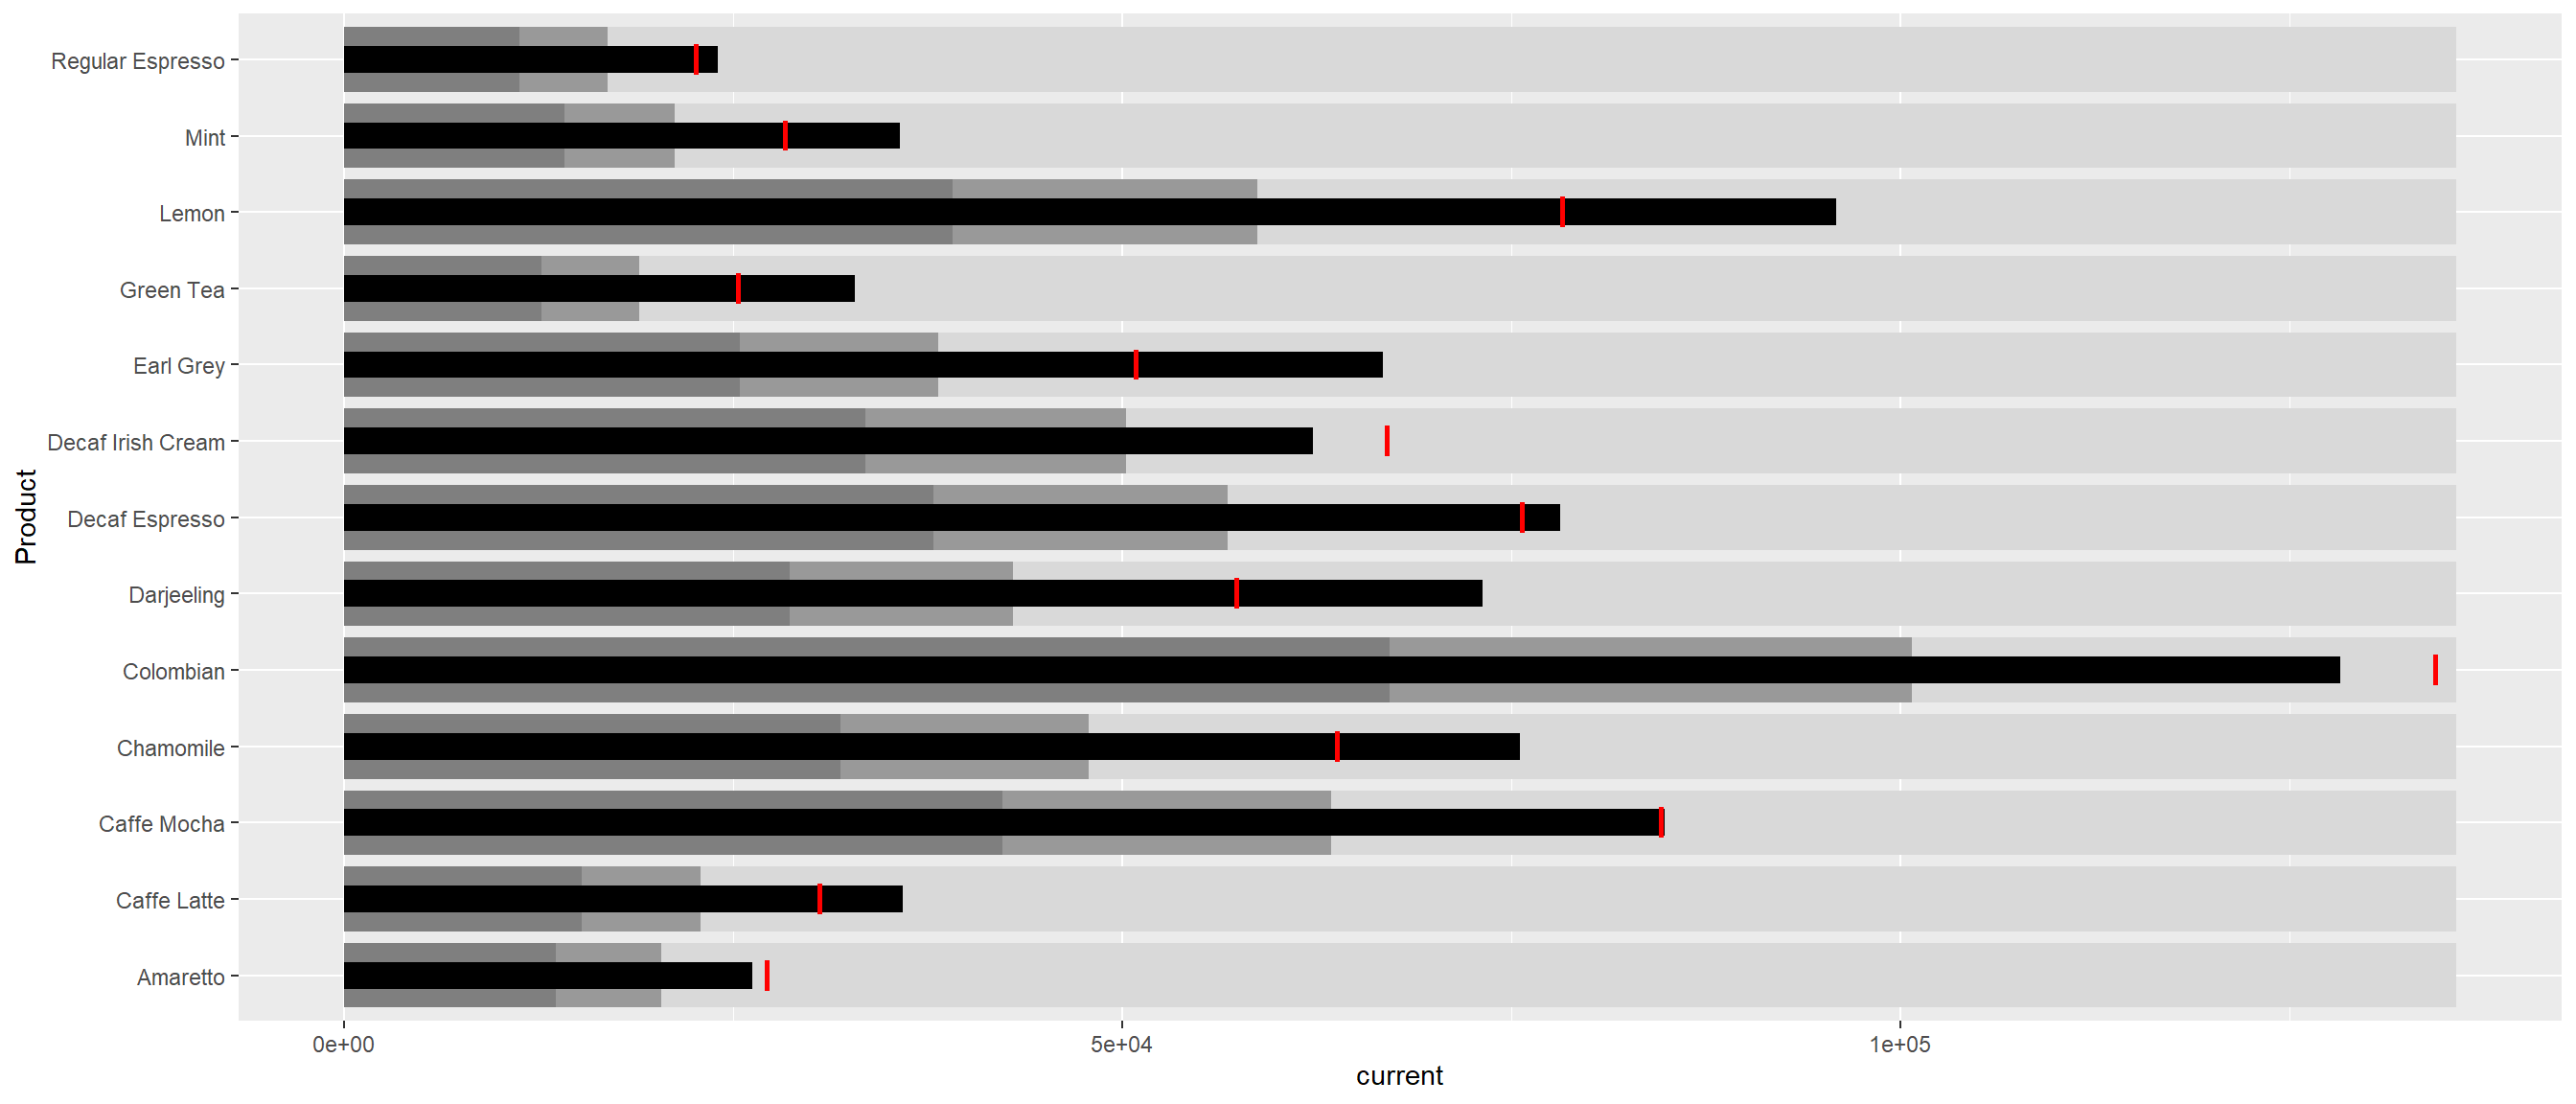 Regular Espresso
Mint
Lemon
Green Tea
Earl Grey
Decaf Irish Cream
Decaf Espresso
Darjeeling
Colombian
Chamomile
Caffe Mocha
Caffe Latte
Amaretto
Product
0e+00 5e+04 1e+05
current